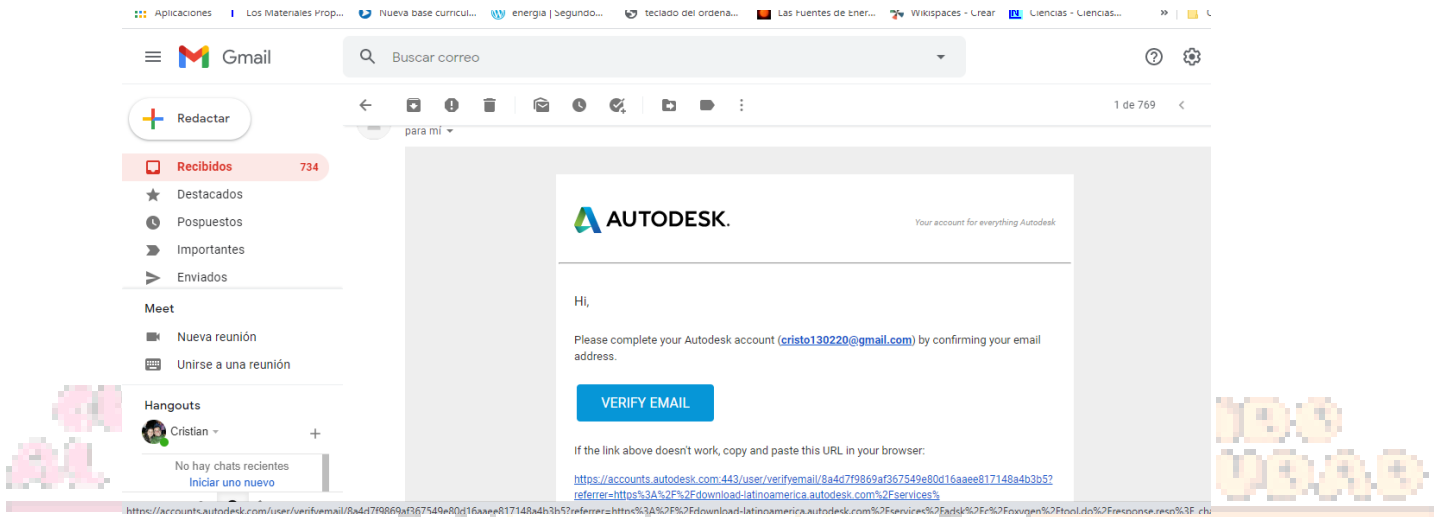 Aplicaciones Los Materiales Prop... Nueva base currícul... energia | Segundo... teclado del ordena... Las Fuentes de Ener... Wikispaces - Crear Ciencias - Ciencias... »
Gmail
Buscar correo
Redactar
1 de 769
para mí
Recibidos 734
Destacados
Pospuestos
Importantes
Enviados
Meet
Nueva reunión
Unirse a una reunión
Hangouts
Cristian
No hay chats recientes
Iniciar uno nuevo
AUTODESK.
Your account for everything Autodesk
Hi,
Please complete your Autodesk account (cristo130220@gmail.com) by confirming your email
address.
VERIFY EMAIL
If the link above doesn't work, copy and paste this URL in your browser:
https://accounts.autodesk.com:443/user/verifyemail/8a4d7f9869af367549e80d16aaee817148a4b3b5?
referrer=https%3A%2F%2Fdownload-latinoamerica.autodesk.com%2Fservices%
https://accounts.autodesk.com/user/verifyemail/8a4d7f9869af367549e80d16aaee817148a4b3b5?referrer=https%3A%2F%2Fdownload-latinoamerica.autodesk.com%2Fservices%2Fadsk%2Fc%2Foxygen%2Ftool.do%2Fresponse.resp%3F_cha